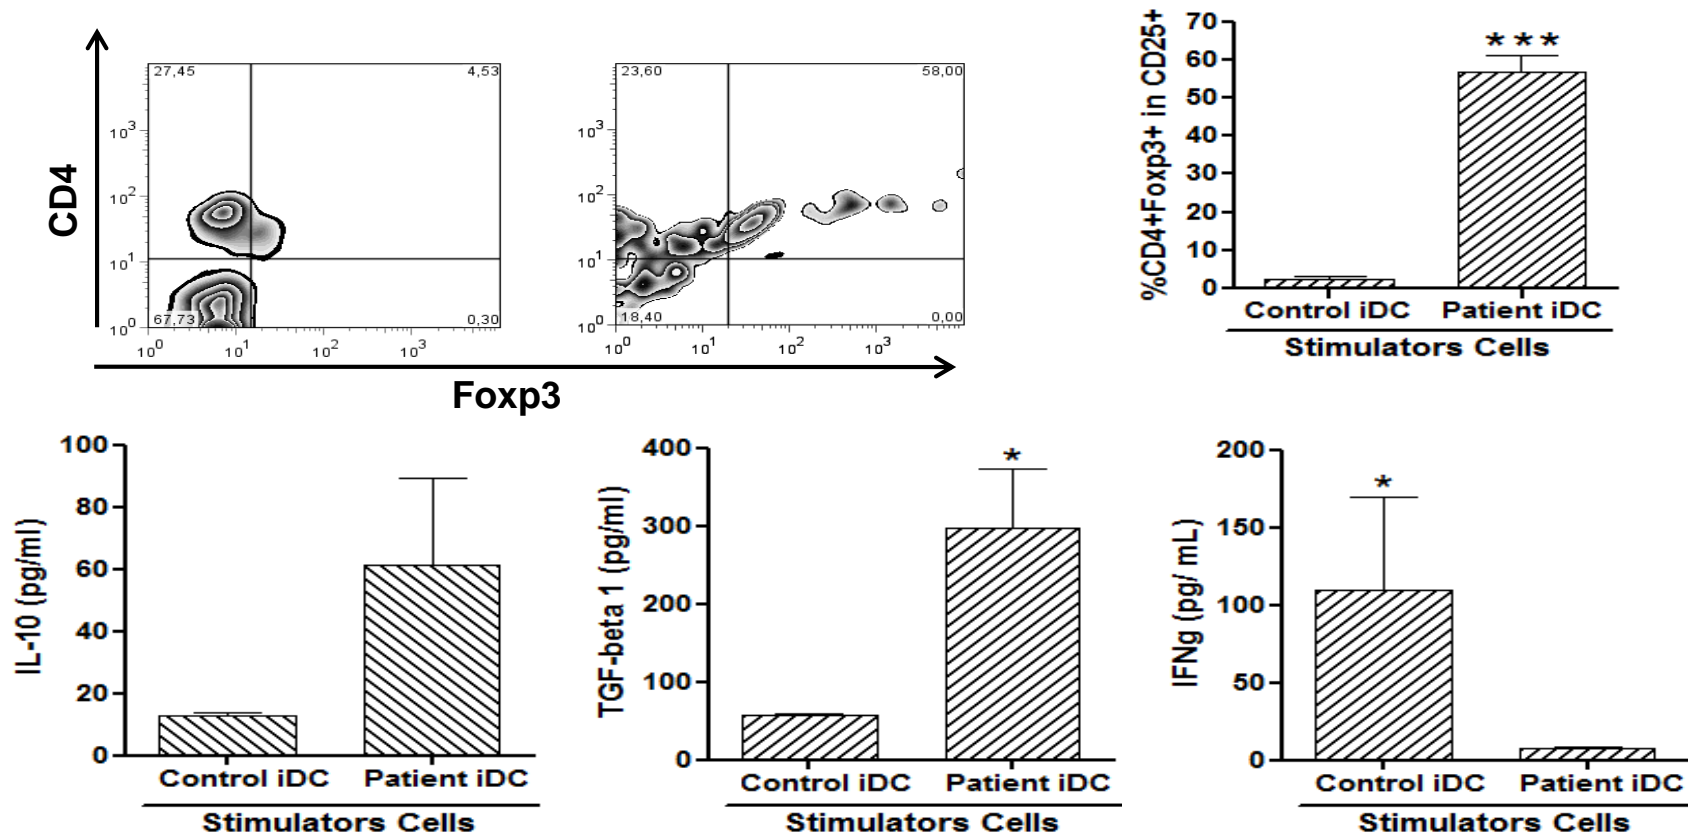 27,45 4,53
10³
10²
10¹
10⁰
67,73 0,30
10⁰ 10¹ 10² 10³
CD4
23,60 58,00
10³
10²
10¹
10⁰
18,40 0,00
10⁰ 10¹ 10² 10³
Foxp3
%CD4+Foxp3+ in CD25+
70
60
50
40
30
20
10
0
***
Control iDC Patient iDC
Stimulators Cells
IL-10 (pg/ml)
100
80
60
40
20
0
Control iDC Patient iDC
Stimulators Cells
TGF-beta 1 (pg/ml)
400
300
200
100
0
*
Control iDC Patient iDC
Stimulators Cells
IFNg (pg/ mL)
200
150
100
50
0
*
Control iDC Patient iDC
Stimulators Cells